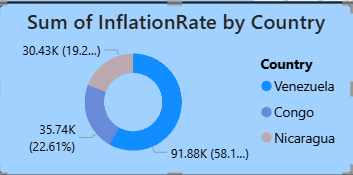 Sum of InflationRate by Country
30.43K (19.2...)
Country
Venezuela
Congo
Nicaragua
35.74K
(22.61%)
91.88K (58.1...)